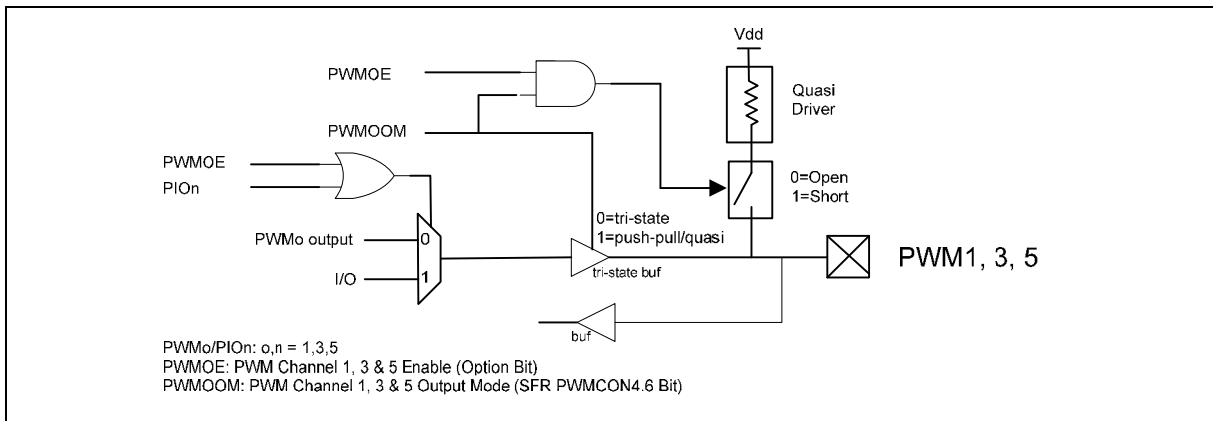 Vdd
PWMOE
Quasi
Driver
PWMOOM
PWMOE
PIOn
0=Open
1=Short
0=tri-state
1=push-pull/quasi
PWMo output
0
I/O
1
tri-state buf
PWM1, 3, 5
buf
PWMo/PIOn: o,n = 1,3,5
PWMOE: PWM Channel 1, 3 & 5 Enable (Option Bit)
PWMOOM: PWM Channel 1, 3 & 5 Output Mode (SFR PWMCON4.6 Bit)